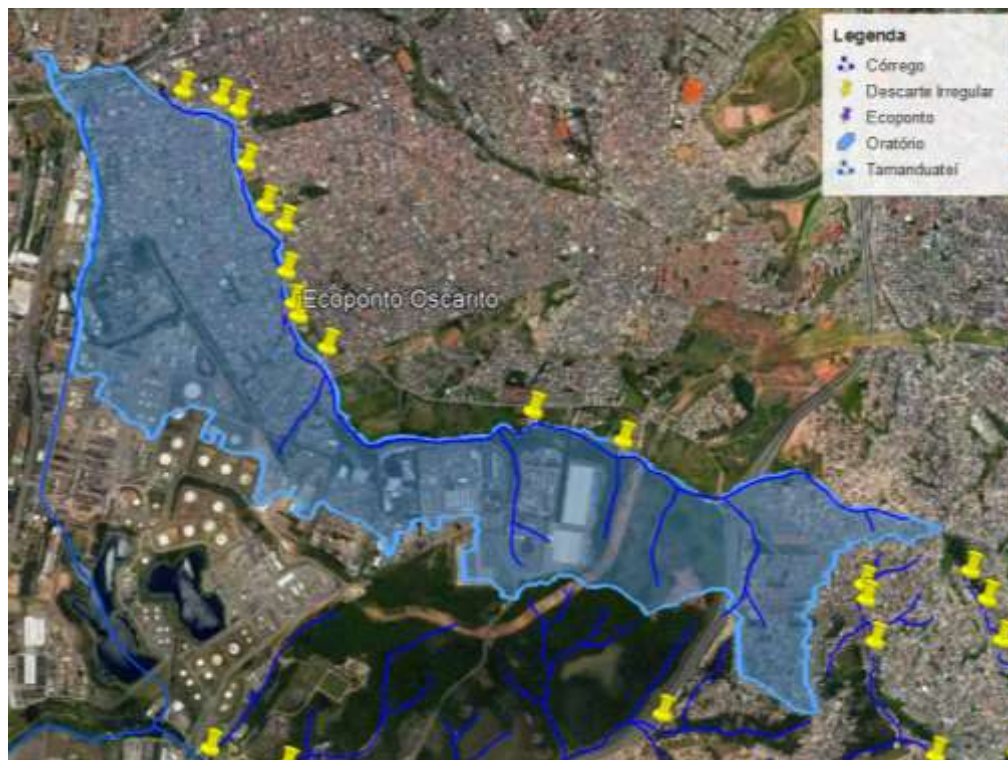 Legenda
Córrego
Descarte Irregular
Ecoponto
Oratório
Tamanduateí
Ecoponto Oscarito